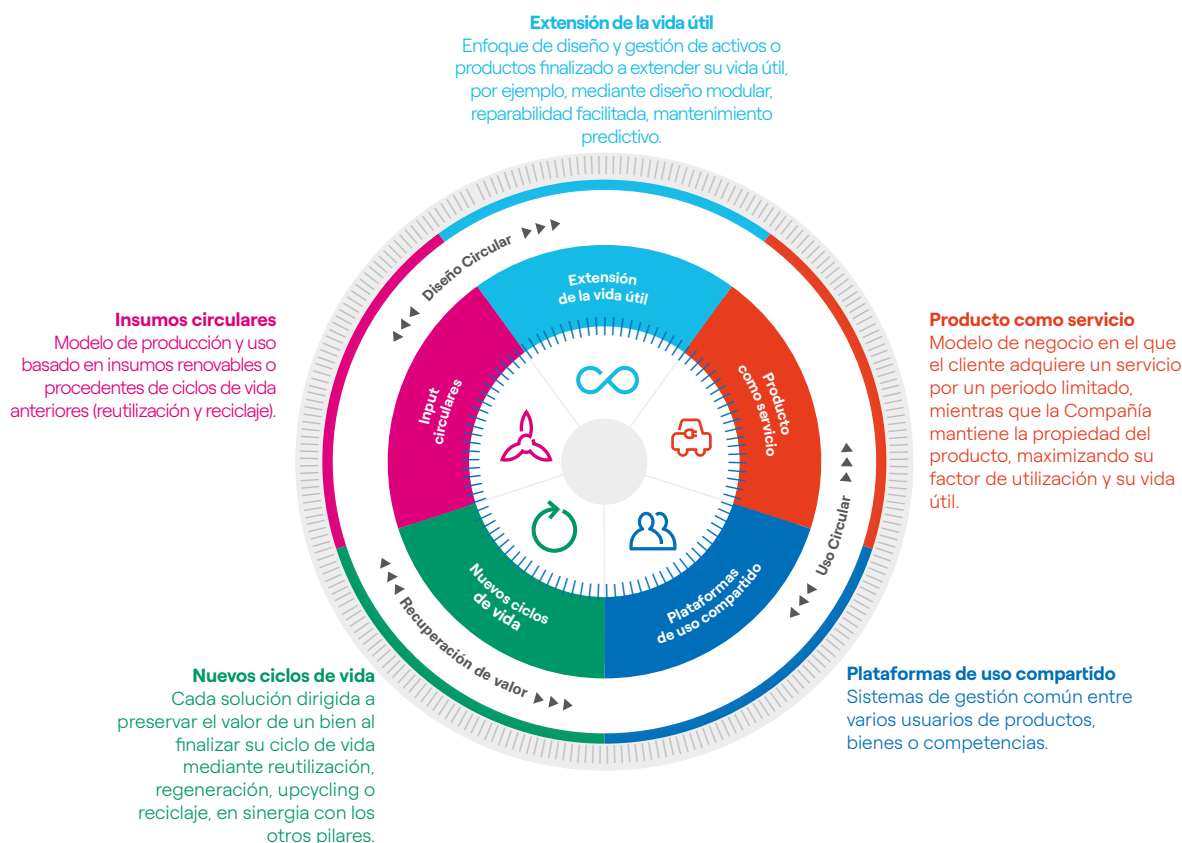 Extensión de la vida útil
Enfoque de diseño y gestión de activos o
productos finalizado a extender su vida útil,
por ejemplo, mediante diseño modular,
reparabilidad facilitada, mantenimiento
predictivo.
Diseño Circular
Extensión
de la vida útil
Insumos circulares
Modelo de producción y uso
basado en insumos renovables o
procedentes de ciclos de vida
anteriores (reutilización y reciclaje).
Input
circulares
Producto
como servicio
Producto como servicio
Modelo de negocio en el que
el cliente adquiere un servicio
por un periodo limitado,
mientras que la Compañía
mantiene la propiedad del
producto, maximizando su
factor de utilización y su vida
útil.
Uso Circular
Nuevos ciclos
de vida
Plataformas
de uso compartido
Recuperación de valor
Nuevos ciclos de vida
Cada solución dirigida a
preservar el valor de un bien al
finalizar su ciclo de vida
mediante reutilización,
regeneración, upcycling o
reciclaje, en sinergia con los
otros pilares.
Plataformas de uso compartido
Sistemas de gestión común entre
varios usuarios de productos,
bienes o competencias.